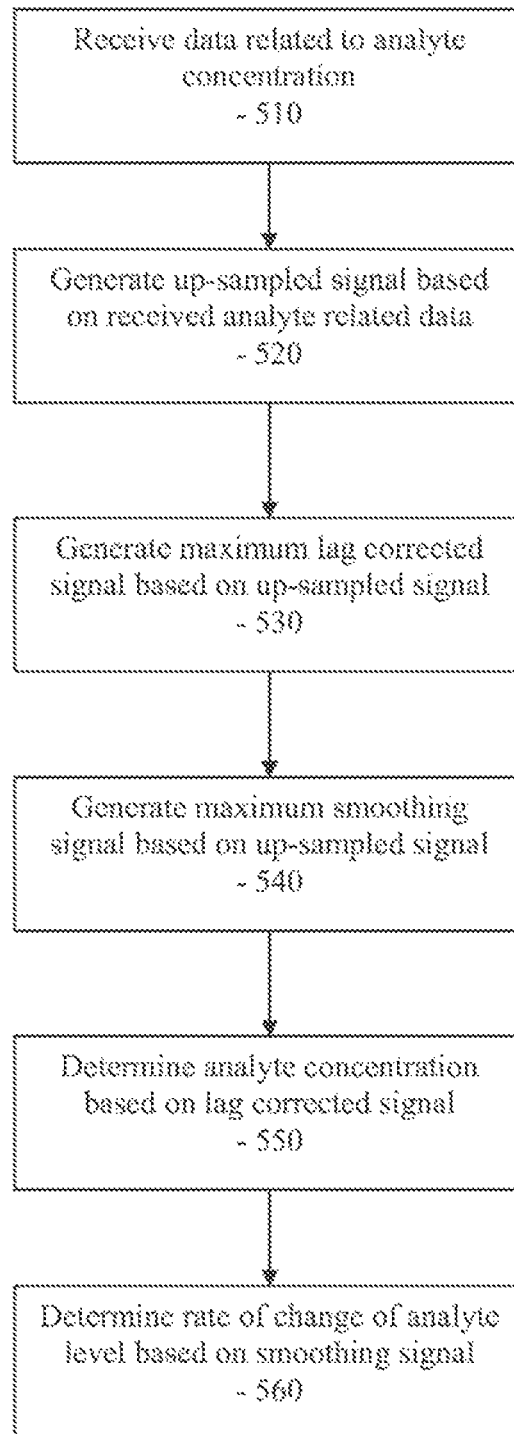 Receive data related to analyte
concentration
~ 510
Generate up-sampled signal based
on received analyte related data
~ 520
Generate maximum lag corrected
signal based on up-sampled signal
~ 530
Generate maximum smoothing
signal based on up-sampled signal
~ 540
Determine analyte concentration
based on lag corrected signal
~ 550
Determine rate of change of analyte
level based on smoothing signal
~ 560